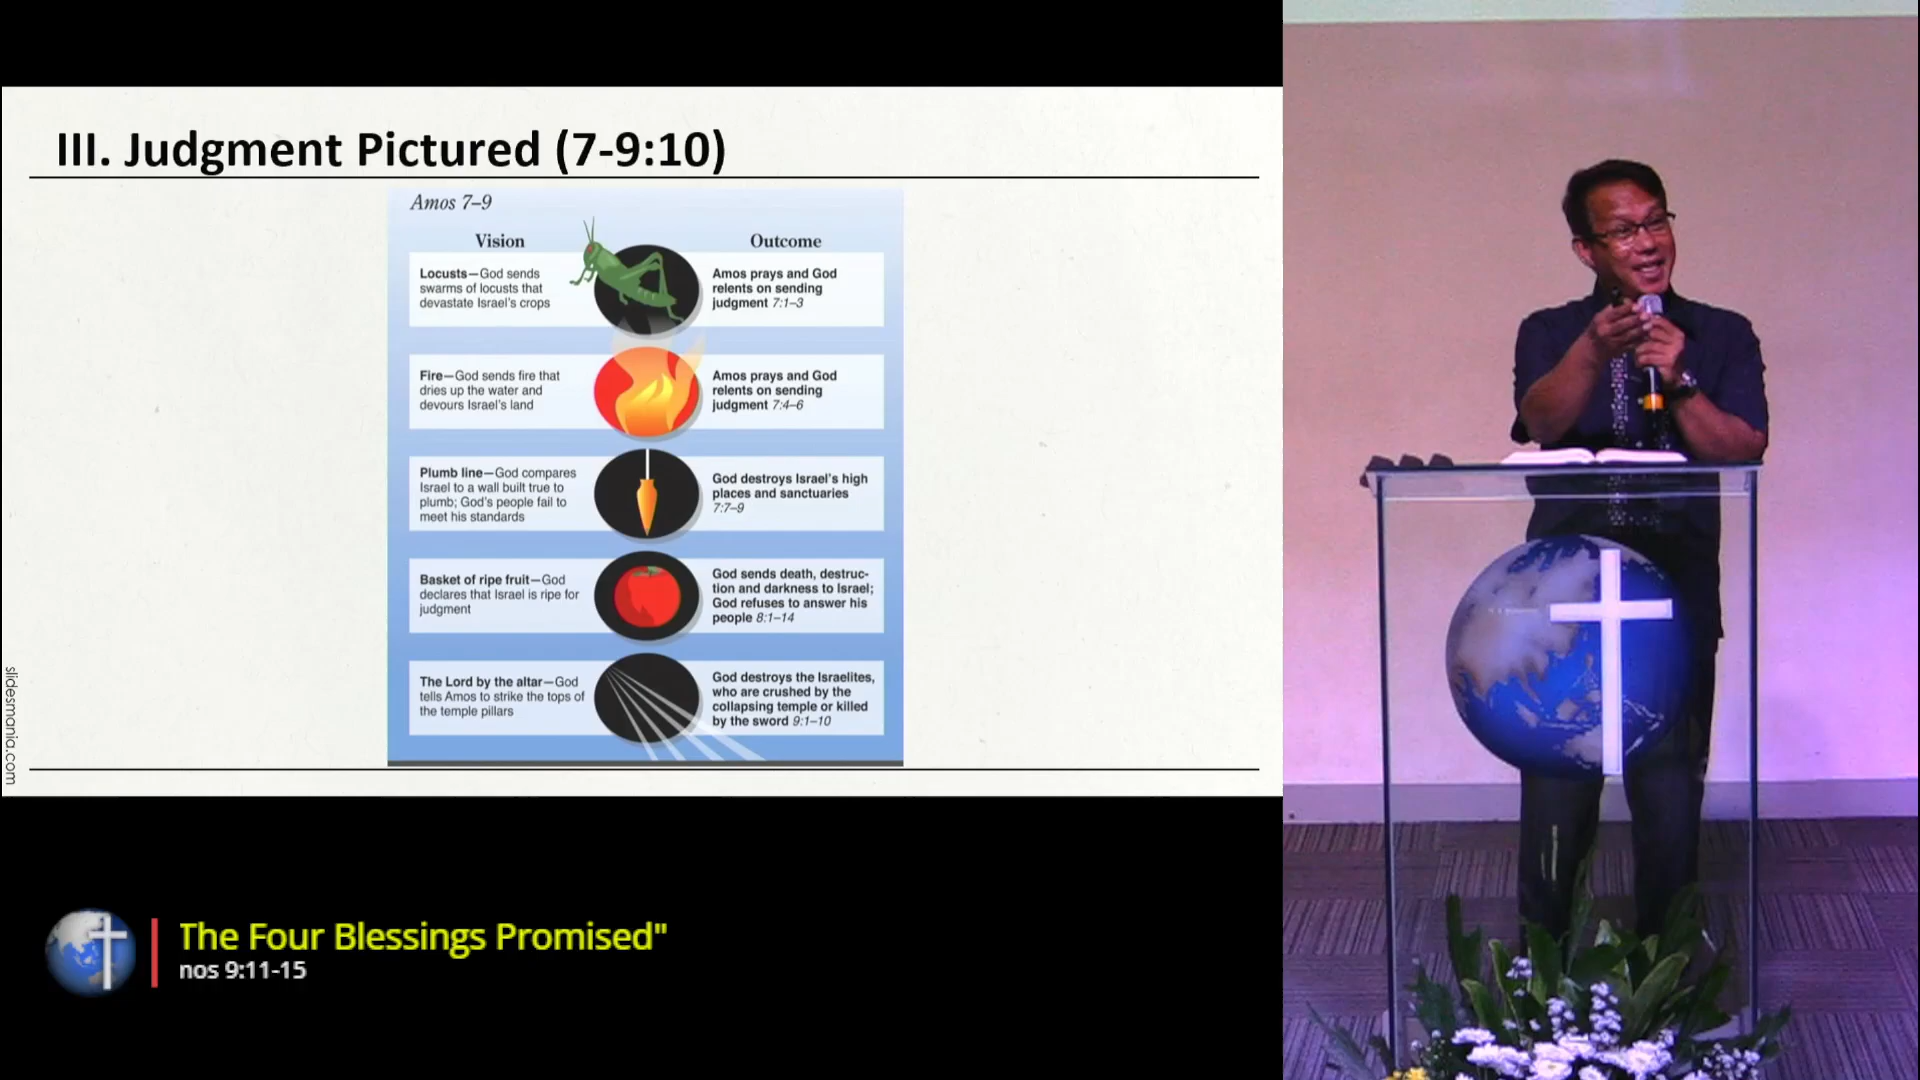 III. Judgment Pictured (7-9:10)
Amos 7–9
Vision
Outcome
Locusts—God sends
swarms of locusts that
devastate Israel's crops
Amos prays and God
relents on sending
judgment 7:1–3
Fire—God sends fire that
dries up the water and
devours Israel's land
Amos prays and God
relents on sending
judgment 7:4–6
Plumb line—God compares
Israel to a wall built true to
plumb; God's people fail to
meet his standards
God destroys Israel's high
places and sanctuaries
7:7–9
Basket of ripe fruit—God
declares that Israel is ripe for
judgment
God sends death, destruc-
tion and darkness to Israel;
God refuses to answer his
people 8:1–14
The Lord by the altar—God
tells Amos to strike the tops of
the temple pillars
God destroys the Israelites,
who are crushed by the
collapsing temple or killed
by the sword 9:1–10
slidesmania.com
The Four Blessings Promised"
nos 9:11-15